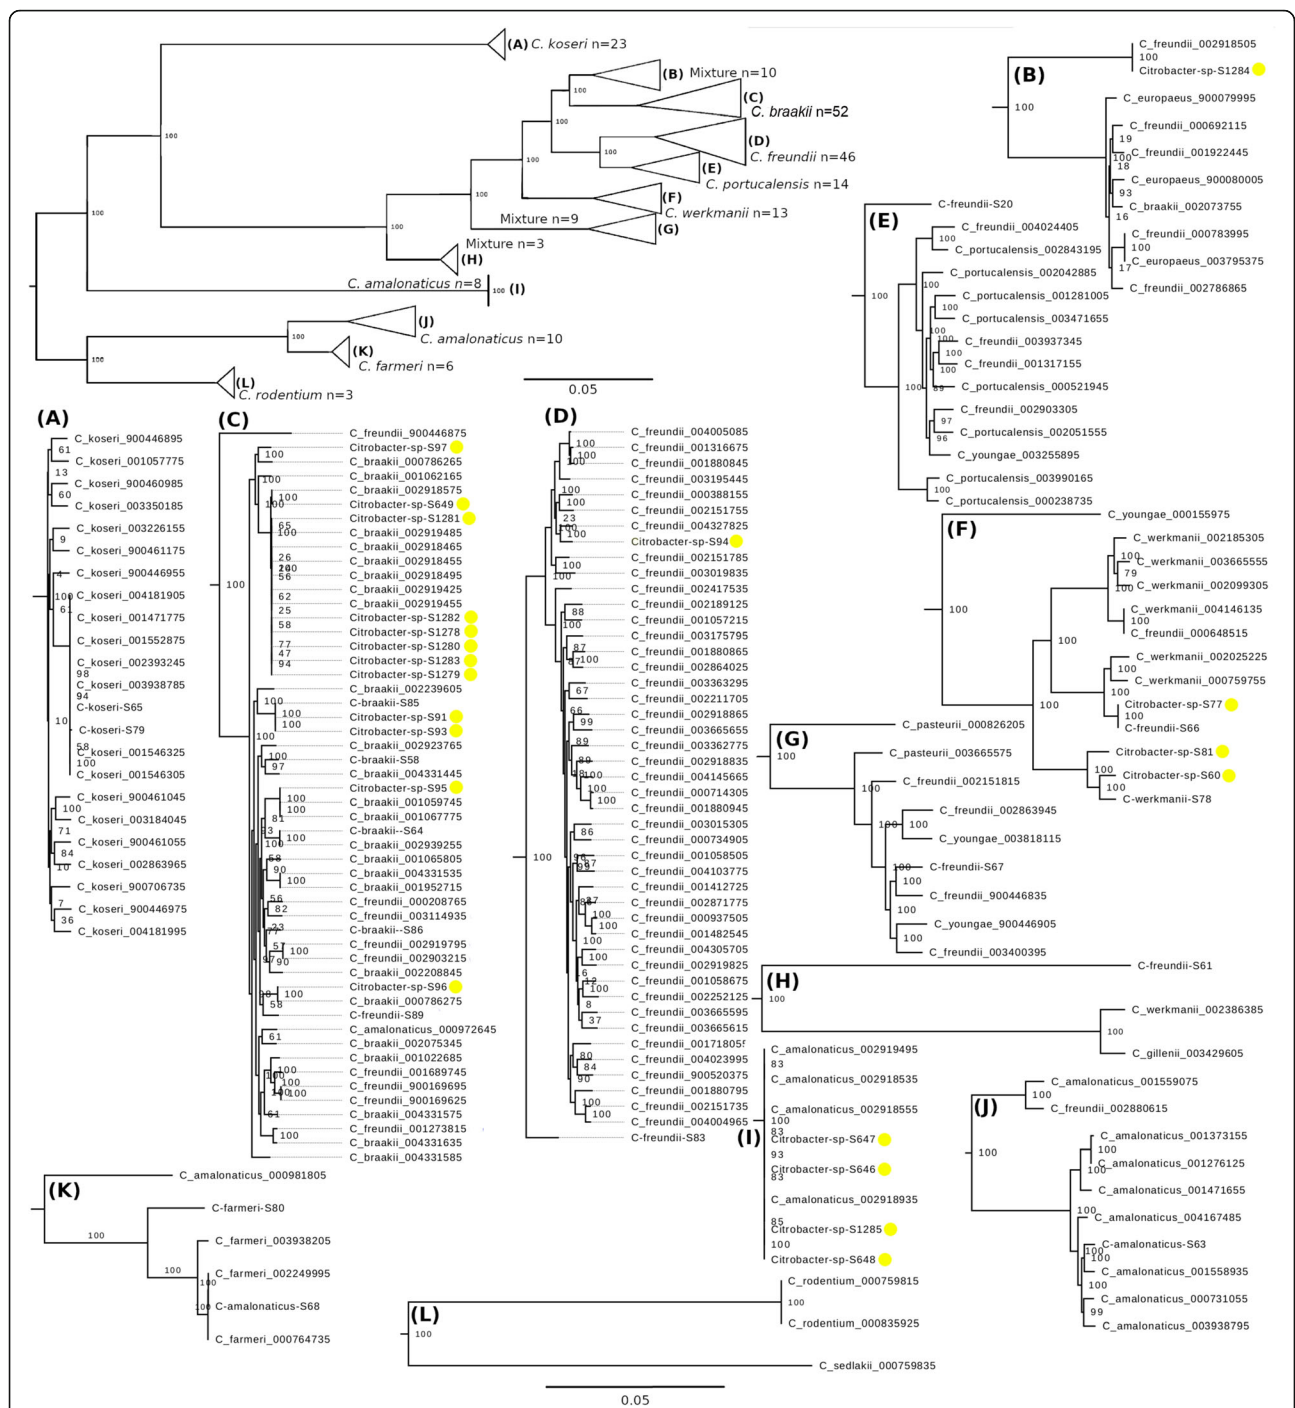 (A) C. koseri n=23
(B) Mixture n=10
(C)
C. braakii n=52
(D)
C. freundii n=46
(E)
C. portucalensis n=14
(F)
C. werkmanii n=13
Mixture n=9
(G)
Mixture n=3
(H)
C. amalonaticus n=8
(I)
(J)
C. amalonaticus n=10
(K)
C. farmeri n=6
(L)
C. rodentium n=3
0.05
(A)
C_koseri_900446895
C_koseri_001057775
C_koseri_900460985
C_koseri_003350185
C_koseri_003226155
C_koseri_900461175
C_koseri_900446955
C_koseri_004181905
C_koseri_001471775
C_koseri_001552875
C_koseri_002393245
C_koseri_003938785
C-koseri-S65
C-koseri-S79
C_koseri_001546325
C_koseri_001546305
C_koseri_900461045
C_koseri_003184045
C_koseri_900461055
C_koseri_002863965
C_koseri_900706735
C_koseri_900446975
C_koseri_004181995
(B)
C_freundii_002918505
Citrobacter-sp-S1284
C_europaeus_900079995
C_freundii_000692115
C_freundii_001922445
C_europaeus_900080005
C_braakii_002073755
C_freundii_000783995
C_europaeus_003795375
C_freundii_002786865
(C)
C_freundii_900446875
Citrobacter-sp-S97
C_braakii_000786265
C_braakii_001062165
C_braakii_002918575
Citrobacter-sp-S649
Citrobacter-sp-S1281
C_braakii_002919485
C_braakii_002918465
C_braakii_002918455
C_braakii_002918495
C_braakii_002919425
C_braakii_002919455
Citrobacter-sp-S1282
Citrobacter-sp-S1278
Citrobacter-sp-S1280
Citrobacter-sp-S1283
Citrobacter-sp-S1279
C_braakii_002239605
C-braakii-S85
Citrobacter-sp-S91
Citrobacter-sp-S93
C_braakii_002923765
C-braakii-S58
C_braakii_004331445
Citrobacter-sp-S95
C_braakii_001059745
C_braakii_001067775
C-braakii--S64
C_braakii_002939255
C_braakii_001065805
C_braakii_004331535
C_braakii_001952715
C_freundii_000208765
C_freundii_003114935
C-braakii--S86
C_freundii_002919795
C_freundii_002903215
C_braakii_002208845
Citrobacter-sp-S96
C_braakii_000786275
C-freundii-S89
C_amalonaticus_000972645
C_braakii_002075345
C_braakii_001022685
C_freundii_001689745
C_freundii_900169695
C_freundii_900169625
C_braakii_004331575
C_freundii_001273815
C_braakii_004331635
C_braakii_004331585
(D)
C_freundii_004005085
C_freundii_001316675
C_freundii_001880845
C_freundii_003195445
C_freundii_000388155
C_freundii_002151755
C_freundii_004327825
Citrobacter-sp-S94
C_freundii_002151785
C_freundii_003019835
C_freundii_002417535
C_freundii_002189125
C_freundii_001057215
C_freundii_003175795
C_freundii_001880865
C_freundii_002864025
C_freundii_003363295
C_freundii_002211705
C_freundii_002918865
C_freundii_003665655
C_freundii_003362775
C_freundii_002918835
C_freundii_004145665
C_freundii_000714305
C_freundii_001880945
C_freundii_003015305
C_freundii_000734905
C_freundii_001058505
C_freundii_004103775
C_freundii_001412725
C_freundii_002871775
C_freundii_000937505
C_freundii_001482545
C_freundii_004305705
C_freundii_002919825
C_freundii_001058675
C_freundii_002252125
C_freundii_003665595
C_freundii_003665615
C_freundii_001718055
C_freundii_004023995
C_freundii_900520375
C_freundii_001880795
C_freundii_002151735
C_freundii_004004965
C-freundii-S83
(E)
C-freundii-S20
C_freundii_004024405
C_portucalensis_002843195
C_portucalensis_002042885
C_portucalensis_001281005
C_portucalensis_003471655
C_freundii_003937345
C_freundii_001317155
C_portucalensis_000521945
C_freundii_002903305
C_portucalensis_002051555
C_youngae_003255895
C_portucalensis_003990165
C_portucalensis_000238735
(F)
C_youngae_000155975
C_werkmanii_002185305
C_werkmanii_003665555
C_werkmanii_002099305
C_werkmanii_004146135
C_freundii_000648515
C_werkmanii_002025225
C_werkmanii_000759755
Citrobacter-sp-S77
C-freundii-S66
Citrobacter-sp-S81
Citrobacter-sp-S60
C-werkmanii-S78
(G)
C_pasteurii_000826205
C_pasteurii_003665575
C_freundii_002151815
C_freundii_002863945
C_youngae_003818115
C-freundii-S67
C_freundii_900446835
C_youngae_900446905
C_freundii_003400395
(H)
C-freundii-S61
C_werkmanii_002386385
C_gillenii_003429605
(I)
C_amalonaticus_002919495
C_amalonaticus_002918535
C_amalonaticus_002918555
Citrobacter-sp-S647
Citrobacter-sp-S646
C_amalonaticus_002918935
Citrobacter-sp-S1285
Citrobacter-sp-S648
(J)
C_amalonaticus_001559075
C_freundii_002880615
C_amalonaticus_001373155
C_amalonaticus_001276125
C_amalonaticus_001471655
C_amalonaticus_004167485
C-amalonaticus-S63
C_amalonaticus_001558935
C_amalonaticus_000731055
C_amalonaticus_003938795
(K)
C_amalonaticus_000981805
C-farmeri-S80
C_farmeri_003938205
C_farmeri_002249995
C-amalonaticus-S68
C_farmeri_000764735
(L)
C_rodentium_000759815
C_rodentium_000835925
C_sedlakii_000759835
0.05